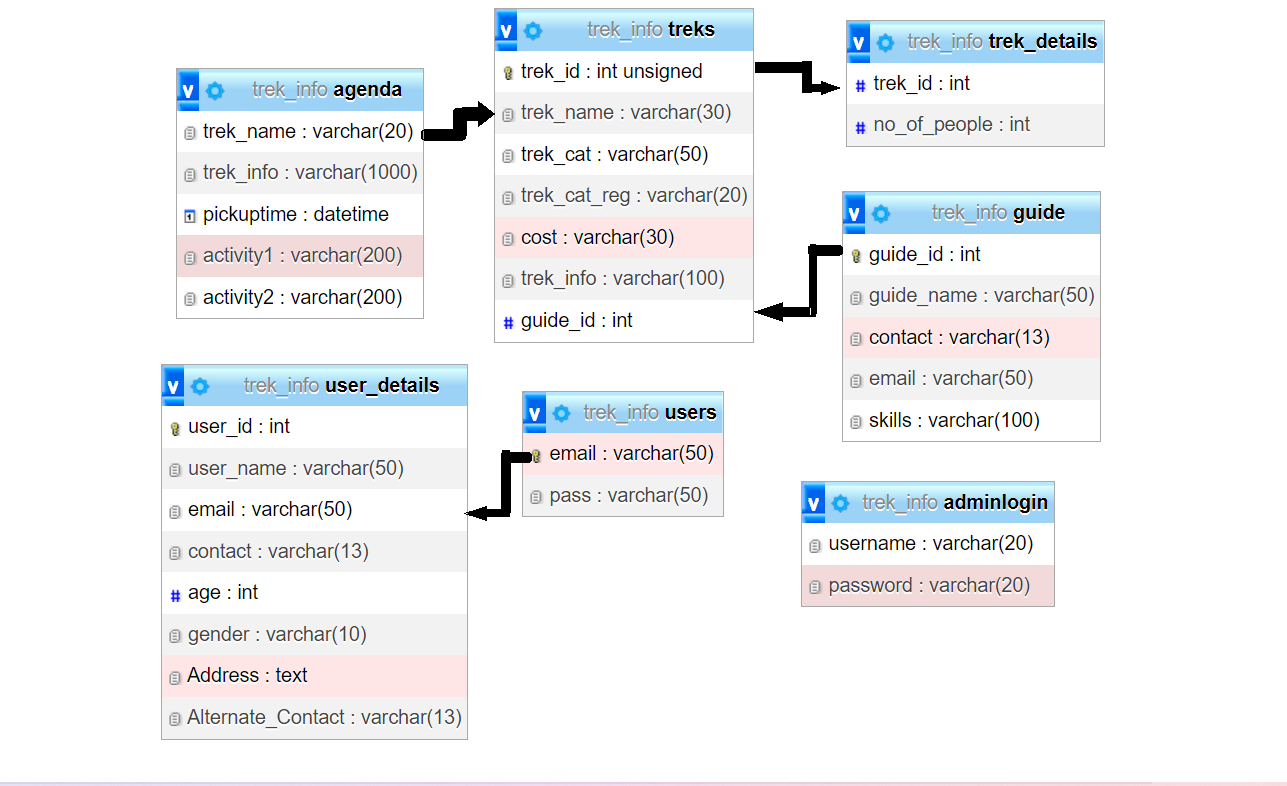 v trek_info agenda
trek_name : varchar(20)
trek_info : varchar(1000)
pickuptime : datetime
activity1 : varchar(200)
activity2 : varchar(200)
v trek_info treks
trek_id : int unsigned
trek_name : varchar(30)
trek_cat : varchar(50)
trek_cat_reg : varchar(20)
cost : varchar(30)
trek_info : varchar(100)
# guide_id : int
v trek_info trek_details
# trek_id : int
# no_of_people : int
v trek_info guide
guide_id : int
guide_name : varchar(50)
contact : varchar(13)
email : varchar(50)
skills : varchar(100)
v trek_info user_details
user_id : int
user_name : varchar(50)
email : varchar(50)
contact : varchar(13)
# age : int
gender : varchar(10)
Address : text
Alternate_Contact : varchar(13)
v trek_info users
email : varchar(50)
pass : varchar(50)
v trek_info adminlogin
username : varchar(20)
password : varchar(20)